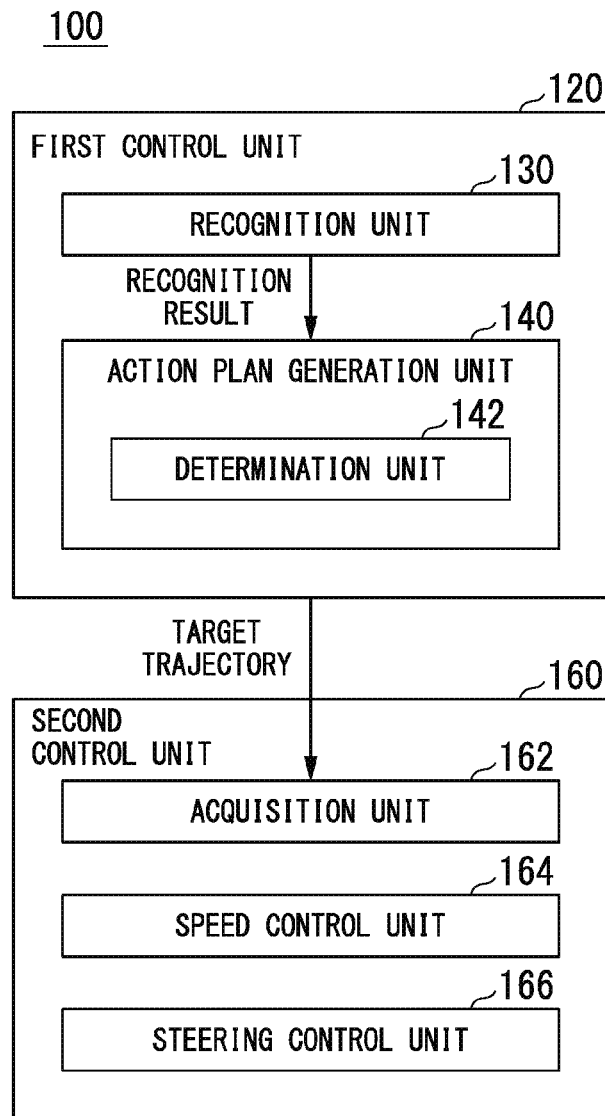 100
120
FIRST CONTROL UNIT
130
RECOGNITION UNIT
RECOGNITION
RESULT
140
ACTION PLAN GENERATION UNIT
142
DETERMINATION UNIT
TARGET
TRAJECTORY
160
SECOND
CONTROL UNIT
162
ACQUISITION UNIT
164
SPEED CONTROL UNIT
166
STEERING CONTROL UNIT